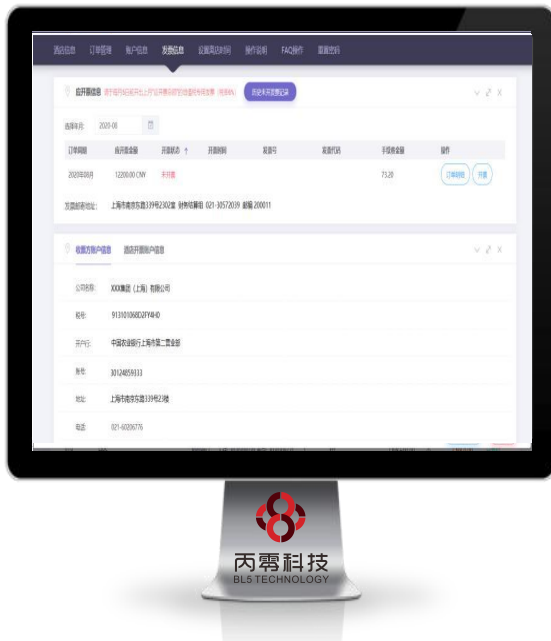 酒店信息 订单管理 账户信息 发票信息 设置满房时间 操作说明 FAQ操作 重置密码
应开票信息 历史未开发票记录
选择年月: 2020-08
订单周期 应开票金额 开票状态 开票时间 发票号 发票代码 手续费金额 操作
2020年08月 12200.00 CNY 未开票 73.20 订单明细 开票
发票邮寄地址: 上海市南京东路339号2302室 财务结算组 021-30572039 邮编 200011
收票方账户信息 酒店开票账户信息
公司名称: XXX集团(上海)有限公司
税号: 91310106BD2FY4H0
开户行: 中国农业银行上海市第二营业部
账号: 30124859333
地址: 上海市南京东路339号23楼
电话: 021-60206776
丙零科技
BL5 TECHNOLOGY